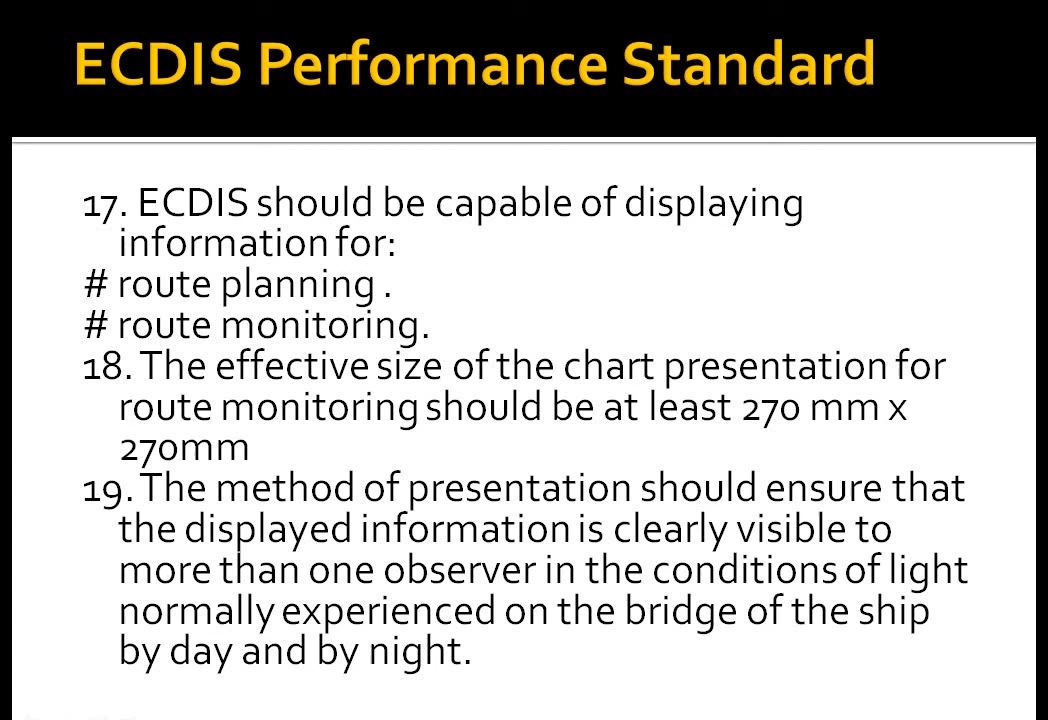 ECDIS Performance Standard
17. ECDIS should be capable of displaying
information for:
# route planning .
# route monitoring.
18. The effective size of the chart presentation for
route monitoring should be at least 270 mm x
270mm
19. The method of presentation should ensure that
the displayed information is clearly visible to
more than one observer in the conditions of light
normally experienced on the bridge of the ship
by day and by night.